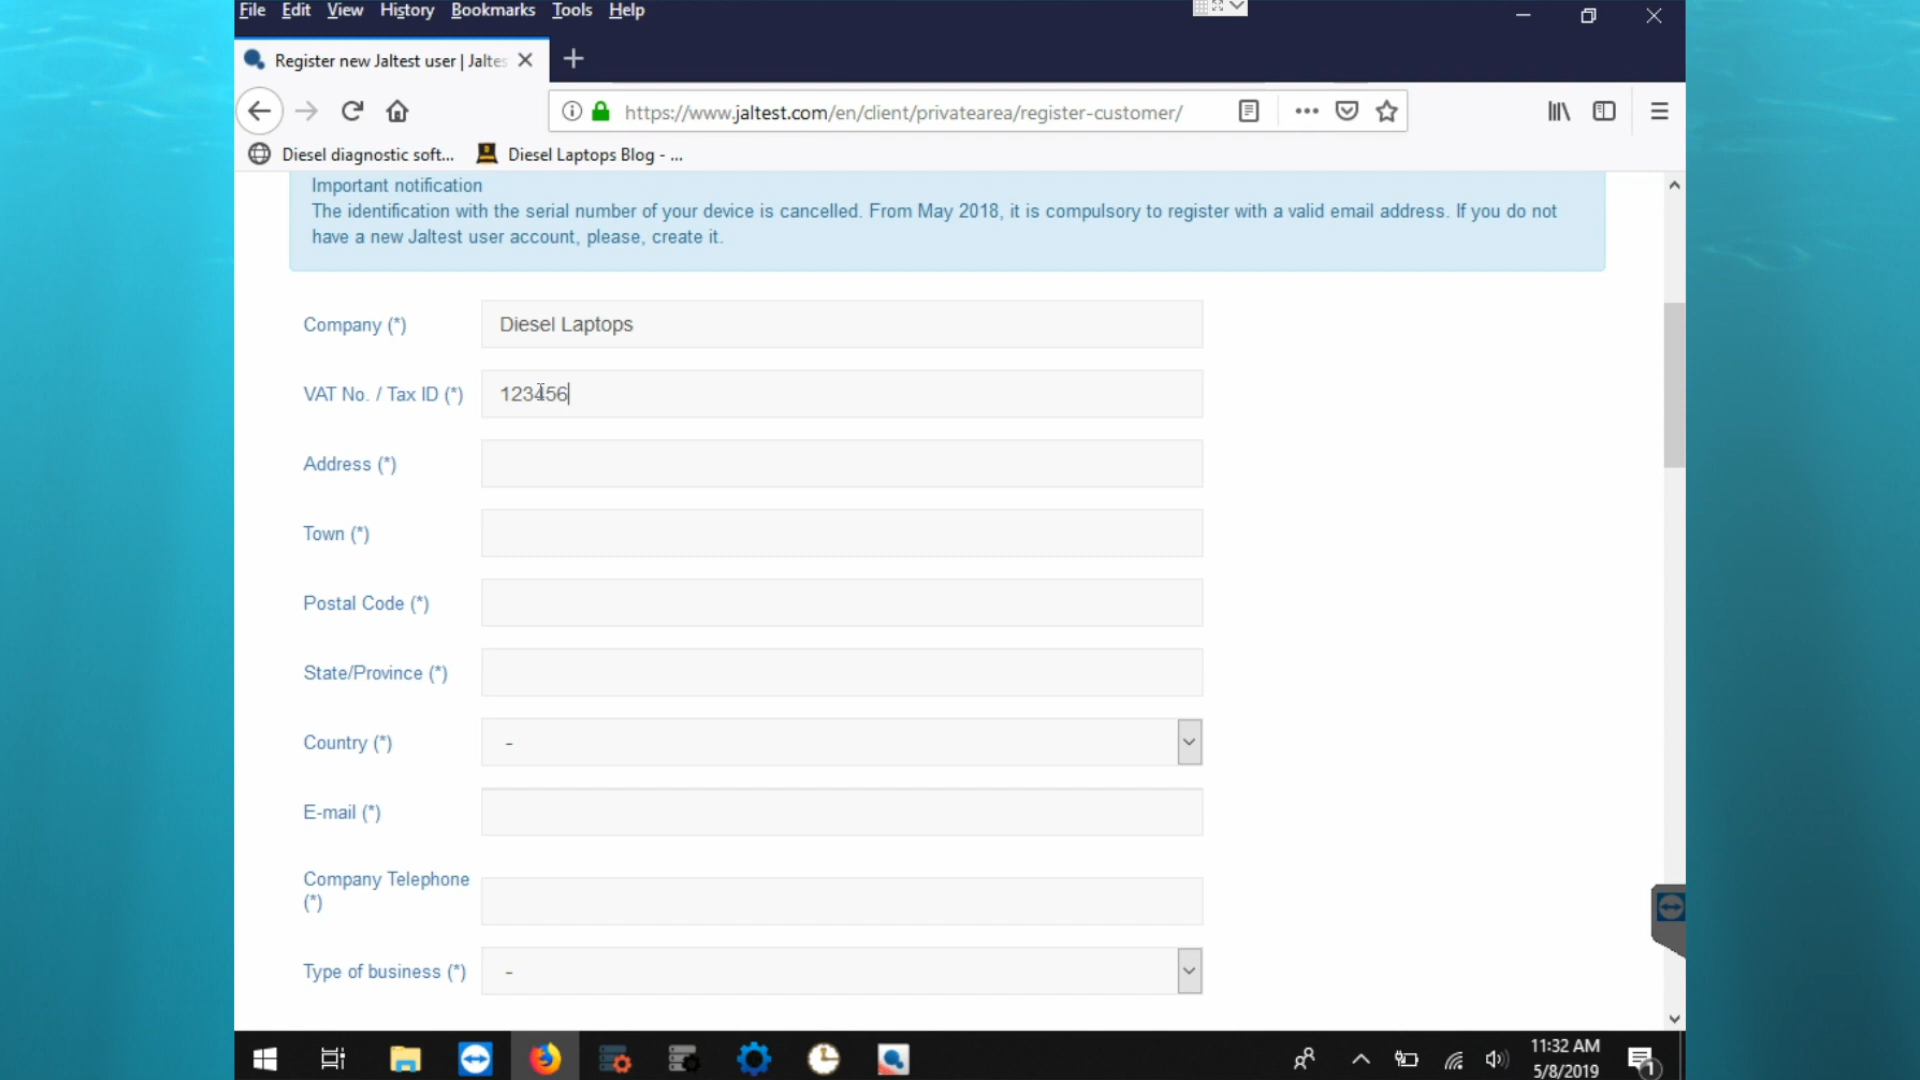 File Edit View History Bookmarks Tools Help
Register new Jaltest user | Jaltes
https://www.jaltest.com/en/client/privatearea/register-customer/
Diesel diagnostic soft... Diesel Laptops Blog - ...
Important notification
The identification with the serial number of your device is cancelled. From May 2018, it is compulsory to register with a valid email address. If you do not
have a new Jaltest user account, please, create it.
Company (*) Diesel Laptops
VAT No. / Tax ID (*) 123456
Address (*)
Town (*)
Postal Code (*)
State/Province (*)
Country (*) -
E-mail (*)
Company Telephone
(*)
Type of business (*) -
11:32 AM
5/8/2019
1